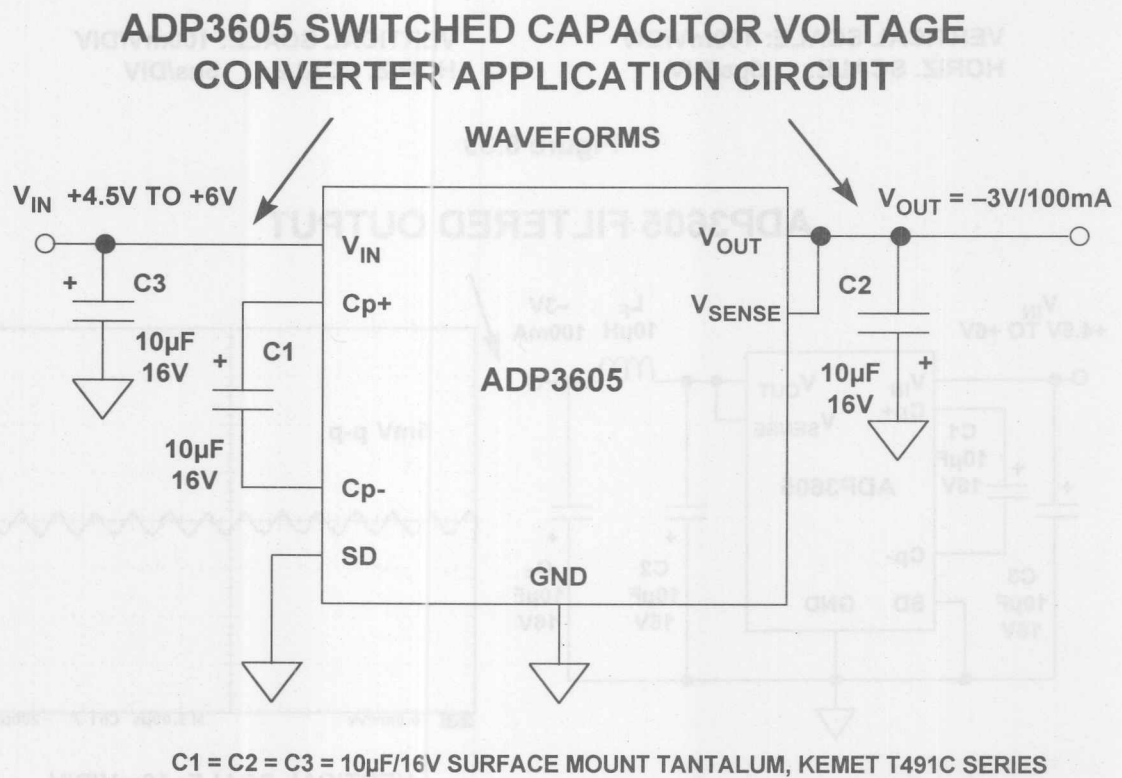 ADP3605 SWITCHED CAPACITOR VOLTAGE
CONVERTER APPLICATION CIRCUIT
WAVEFORMS
VIN +4.5V TO +6V
VOUT = –3V/100mA
VIN
VOUT
C3
C2
Cp+
VSENSE
10µF
16V
C1
ADP3605
10µF
16V
10µF
16V
Cp-
SD
GND
C1 = C2 = C3 = 10µF/16V SURFACE MOUNT TANTALUM, KEMET T491C SERIES